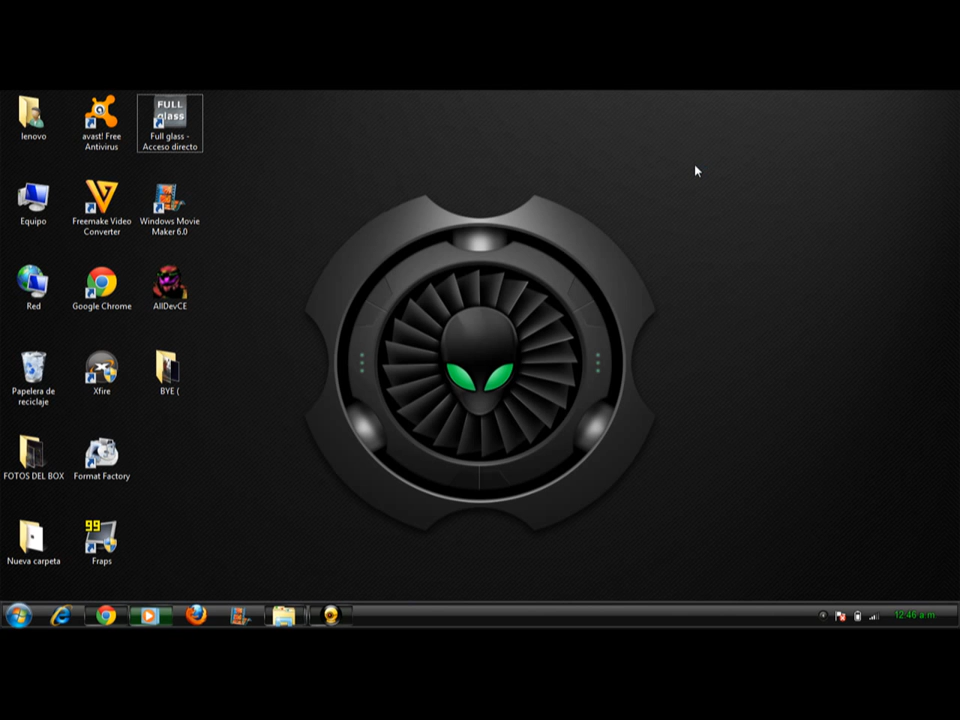 lenovo
avast! Free
Antivirus
FULL
glass
Full glass -
Acceso directo
Equipo
Freemake Video
Converter
Windows Movie
Maker 6.0
Red
Google Chrome
AllDevCE
Papelera de
reciclaje
Xfire
BYE (
FOTOS DEL BOX
Format Factory
Nueva carpeta
99
Fraps
12:46 a.m.